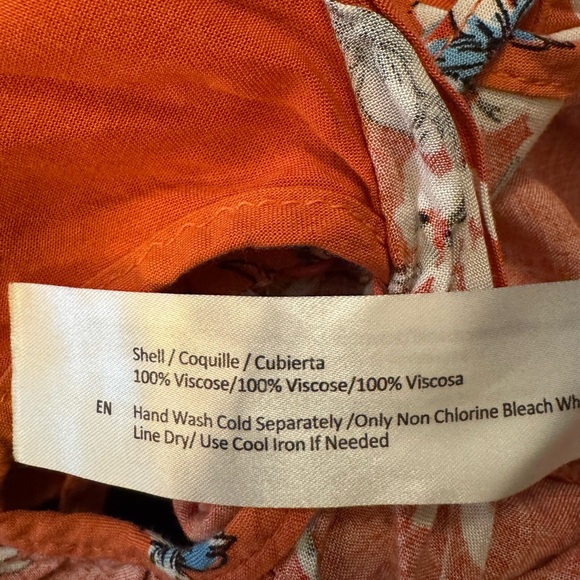 Shell / Coquille / Cubierta
100% Viscose/100% Viscose/100% Viscosa
EN Hand Wash Cold Separately /Only Non Chlorine Bleach
Line Dry/ Use Cool Iron If Needed